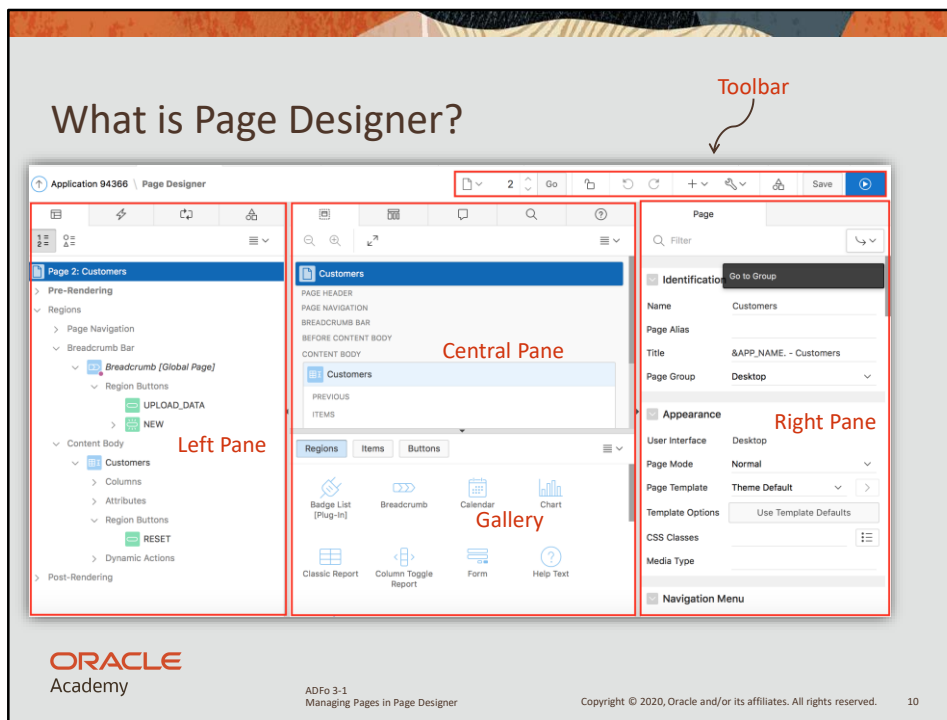 What is Page Designer?
Toolbar
Application 94366 \ Page Designer
2 Go Save
Page 2: Customers
Pre-Rendering
Regions
Page Navigation
Breadcrumb Bar
Breadcrumb [Global Page]
Region Buttons
UPLOAD_DATA
NEW
Left Pane
Content Body
Customers
Columns
Attributes
Region Buttons
RESET
Dynamic Actions
Post-Rendering
Customers
PAGE HEADER
PAGE NAVIGATION
BREADCRUMB BAR
BEFORE CONTENT BODY
CONTENT BODY
Central Pane
Customers
PREVIOUS
ITEMS
Regions Items Buttons
Badge List [Plug-In]
Breadcrumb
Calendar
Chart
Gallery
Classic Report
Column Toggle Report
Form
Help Text
Page
Filter
Identification
Go to Group
Name Customers
Page Alias
Title &APP_NAME. - Customers
Page Group Desktop
Appearance
Right Pane
User Interface Desktop
Page Mode Normal
Page Template Theme Default
Template Options Use Template Defaults
CSS Classes
Media Type
Navigation Menu
ORACLE
Academy
ADFo 3-1
Managing Pages in Page Designer
Copyright © 2020, Oracle and/or its affiliates. All rights reserved. 10